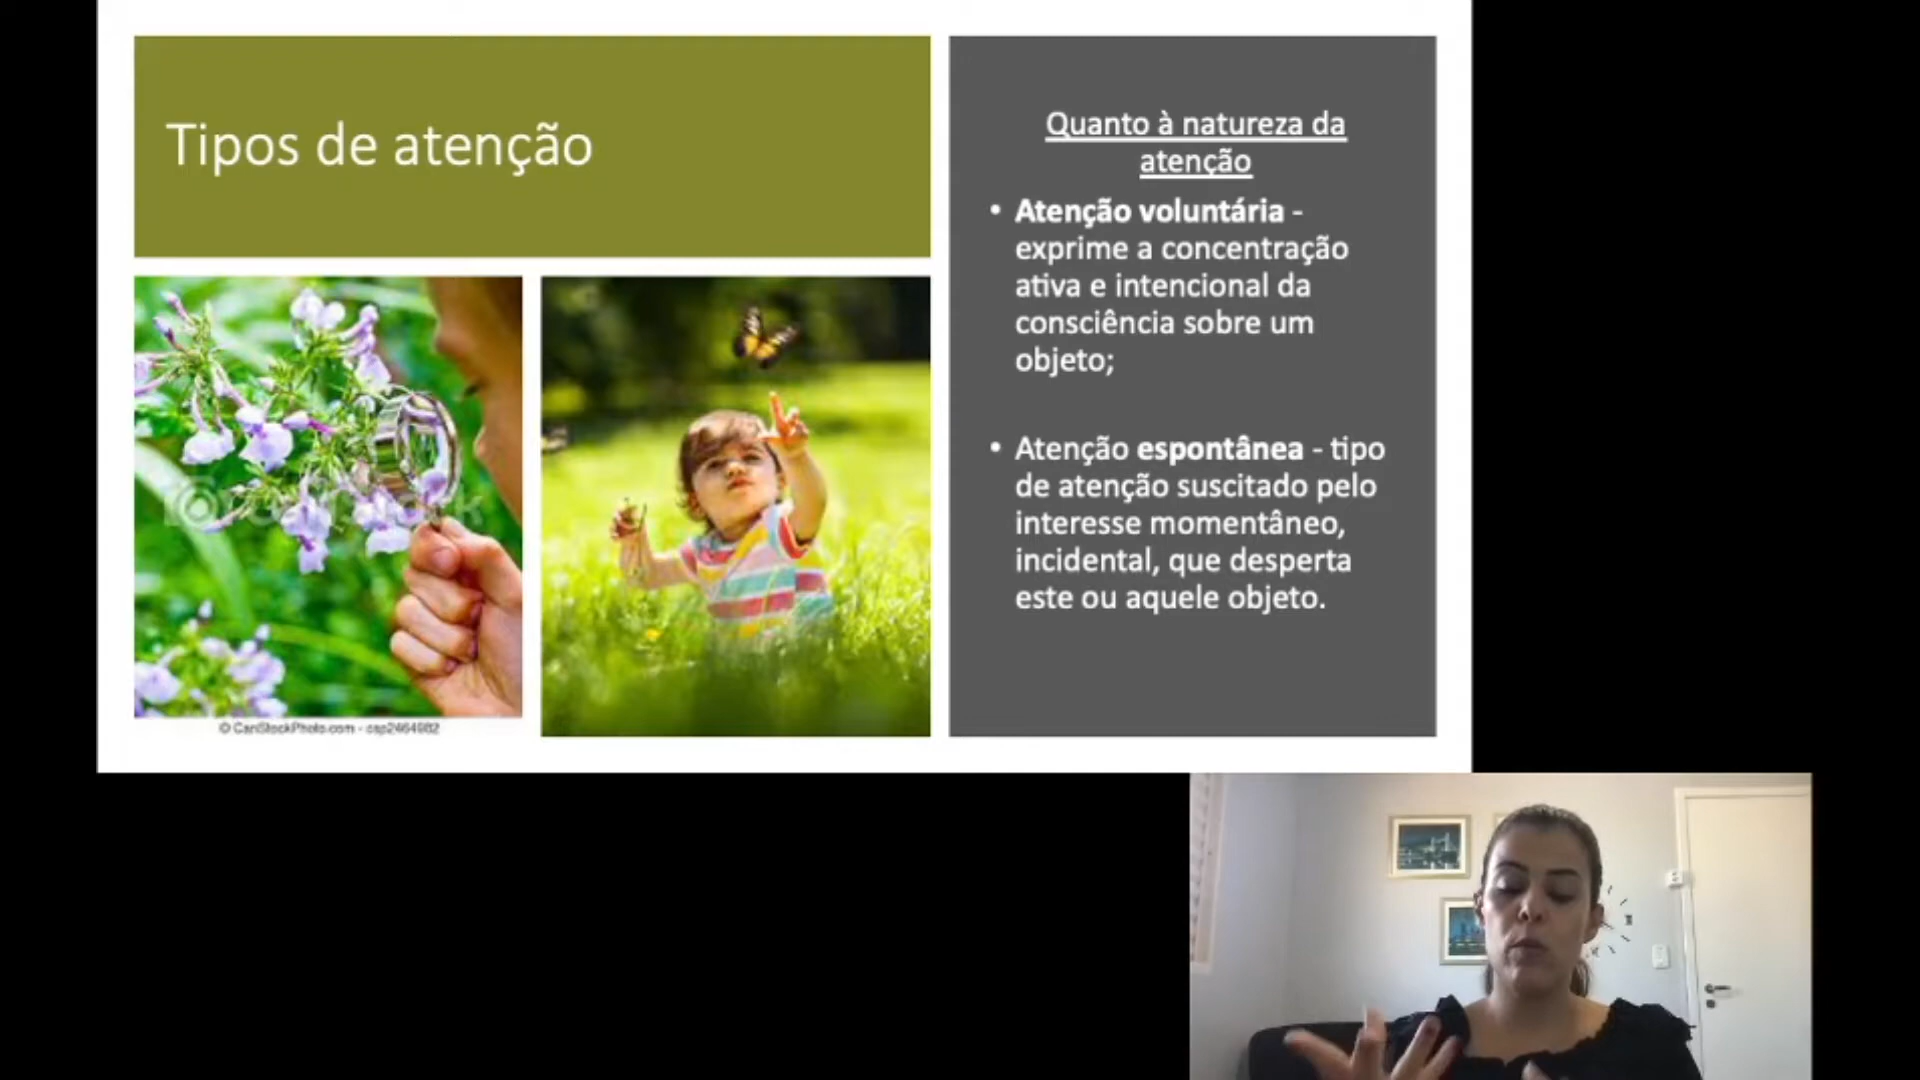 Tipos de atenção
Quanto à natureza da
atenção
• Atenção voluntária -
exprime a concentração
ativa e intencional da
consciência sobre um
objeto;
• Atenção espontânea - tipo
de atenção suscitado pelo
interesse momentâneo,
incidental, que desperta
este ou aquele objeto.
© CanStockPhoto.com - csp2464982